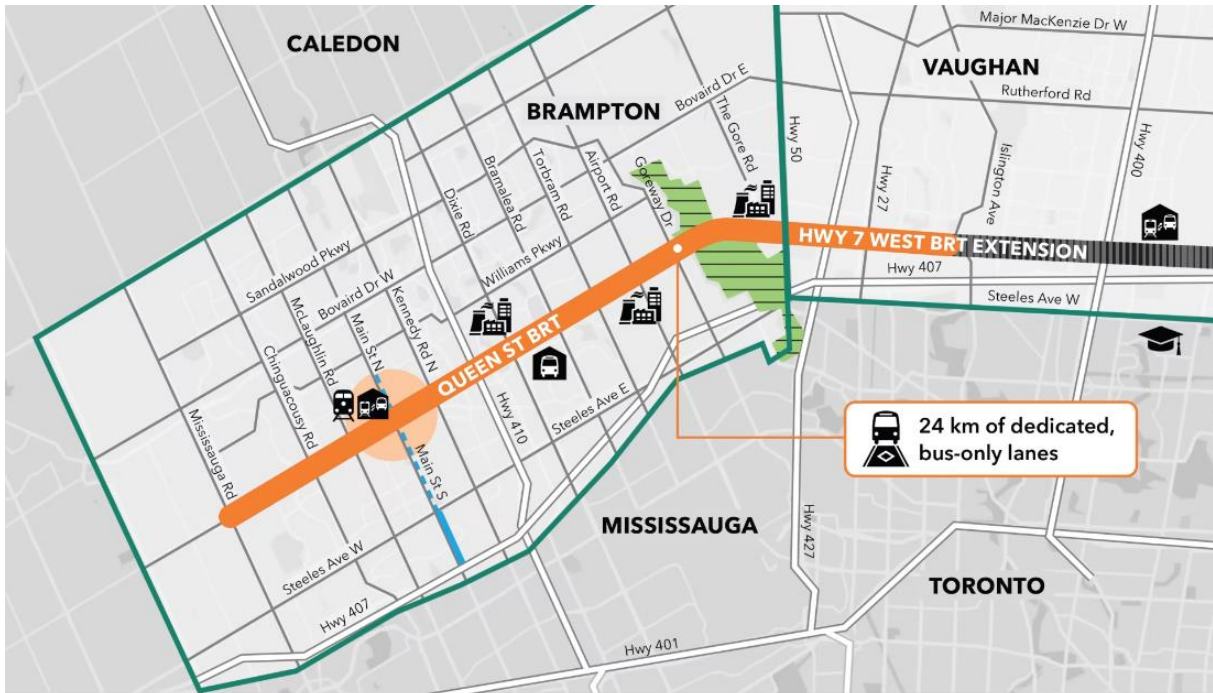 CALEDON
BRAMPTON
VAUGHAN
Major MacKenzie Dr W
Rutherford Rd
Bovaird Dr E
The Gore Rd
Hwy 50
Hwy 27
Islington Ave
Hwy 400
Goreway Dr
Airport Rd
Torbram Rd
Bramalea Rd
Dixie Rd
Williams Pkwy
Sandalwood Pkwy
Bovaird Dr W
Kennedy Rd N
Main St N
McLaughlin Rd
Chinguacousy Rd
Mississauga Rd
HWY 7 WEST BRT EXTENSION
Hwy 407
Steeles Ave W
QUEEN ST BRT
Hwy 410
Steeles Ave E
Main St S
24 km of dedicated,
bus-only lanes
MISSISSAUGA
Hwy 427
TORONTO
Steeles Ave W
Hwy 407
Hwy 401